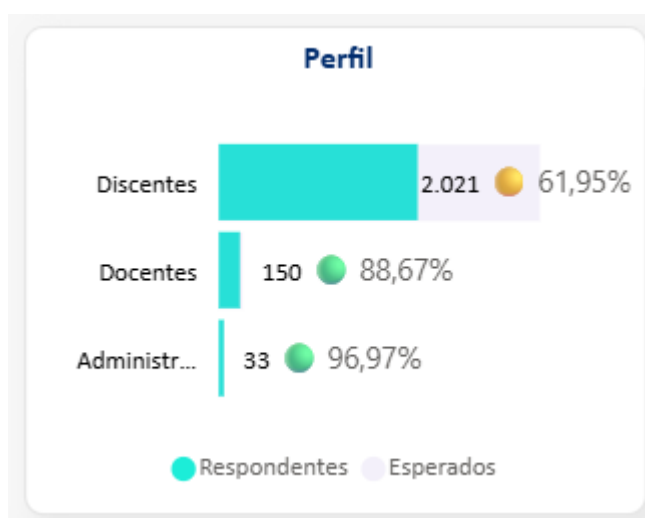 Perfil
Discentes 2.021 61,95%
Docentes 150 88,67%
Administr... 33 96,97%
Respondentes Esperados